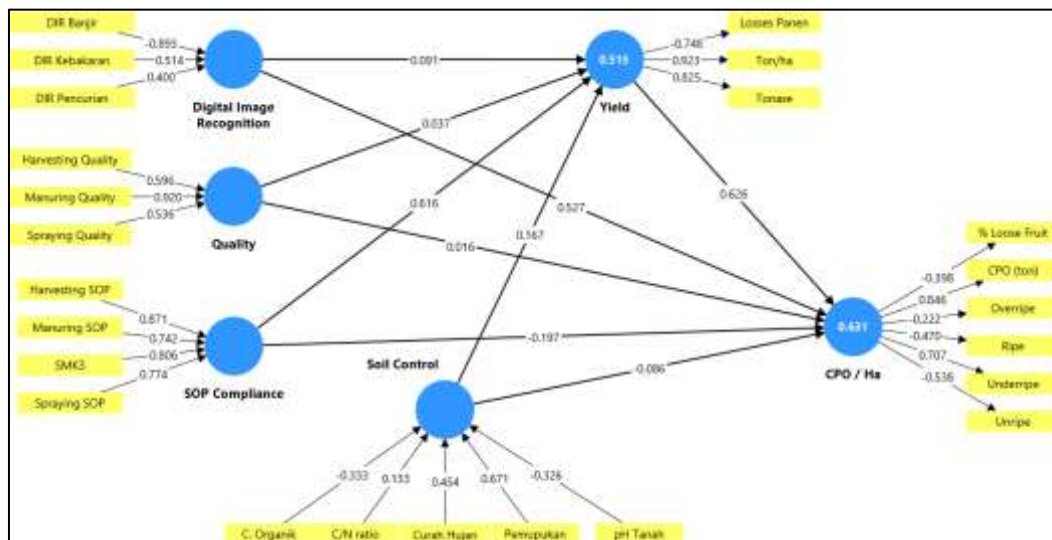 DIR Banjir
-0.895
DIR Kebakaran
0.514
DIR Pencurian
0.400
Digital Image
Recognition
0.091
Losses Panen
-0.748
Ton/ha
0.923
Tonase
0.825
0.515
Yield
0.037
Harvesting Quality
0.596
Manuring Quality
0.920
Spraying Quality
0.536
Quality
0.616
0.167
0.527
0.626
0.016
Harvesting SOP
0.871
Manuring SOP
0.742
SMK3
0.806
Spraying SOP
0.774
SOP Compliance
-0.197
Soil Control
-0.086
0.631
CPO / Ha
% Loose Fruit
-0.398
CPO (ton)
0.846
Overripe
-0.222
Ripe
-0.470
Underripe
0.707
Unripe
-0.536
-0.333
0.133
0.454
0.671
-0.326
C. Organik
C/N ratio
Curah Hujan
Pemupukan
pH Tanah